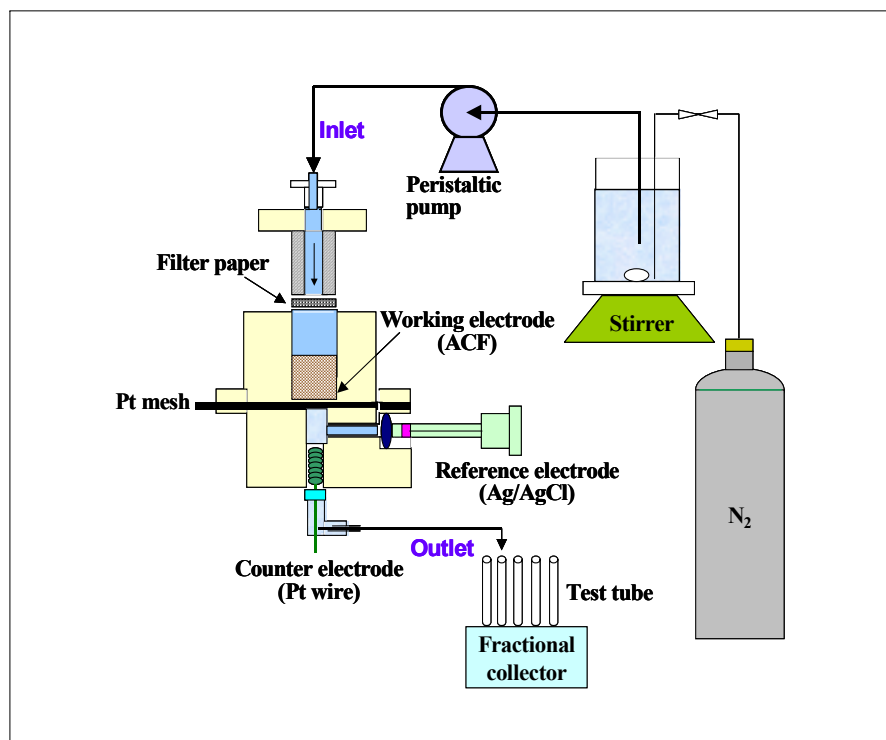 Inlet
Peristaltic
pump
Filter paper
Working electrode
(ACF)
Stirrer
Pt mesh
Reference electrode
(Ag/AgCl)
N2
Outlet
Counter electrode
(Pt wire)
Test tube
Fractional
collector